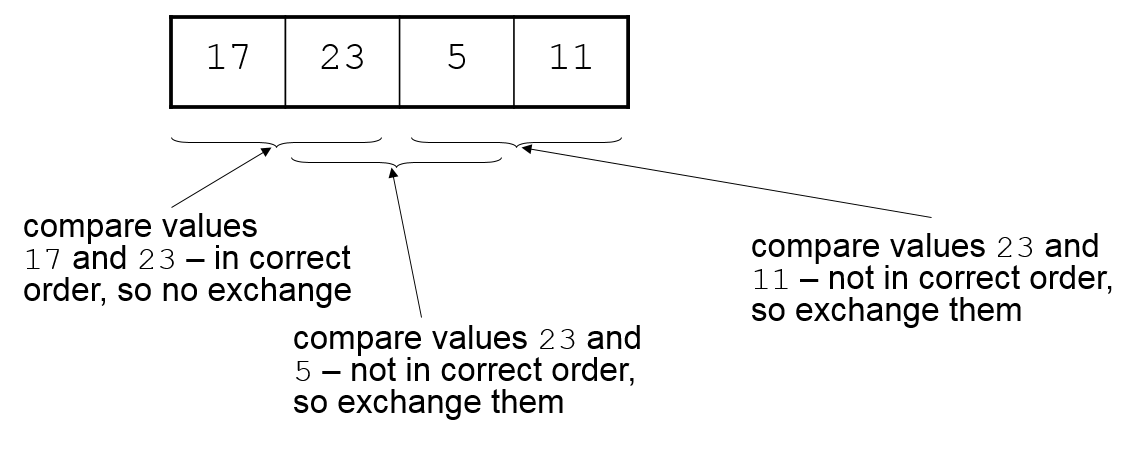 17 23 5 11
compare values
17 and 23 – in correct
order, so no exchange
compare values 23 and
5 – not in correct order,
so exchange them
compare values 23 and
11 – not in correct order,
so exchange them